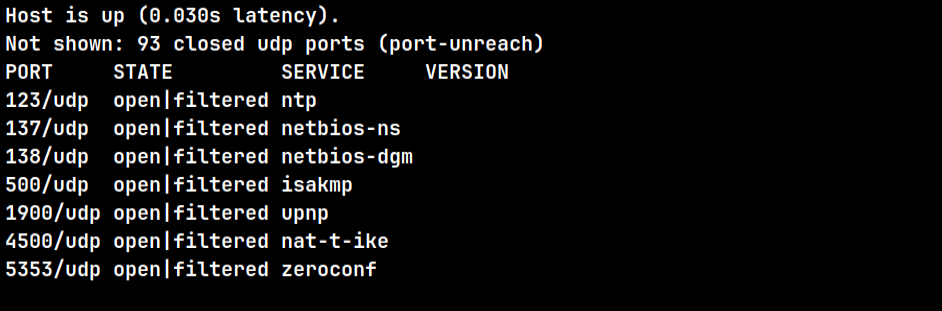 Host is up (0.030s latency).
Not shown: 93 closed udp ports (port-unreach)
PORT     STATE         SERVICE     VERSION
123/udp  open|filtered ntp
137/udp  open|filtered netbios-ns
138/udp  open|filtered netbios-dgm
500/udp  open|filtered isakmp
1900/udp open|filtered upnp
4500/udp open|filtered nat-t-ike
5353/udp open|filtered zeroconf